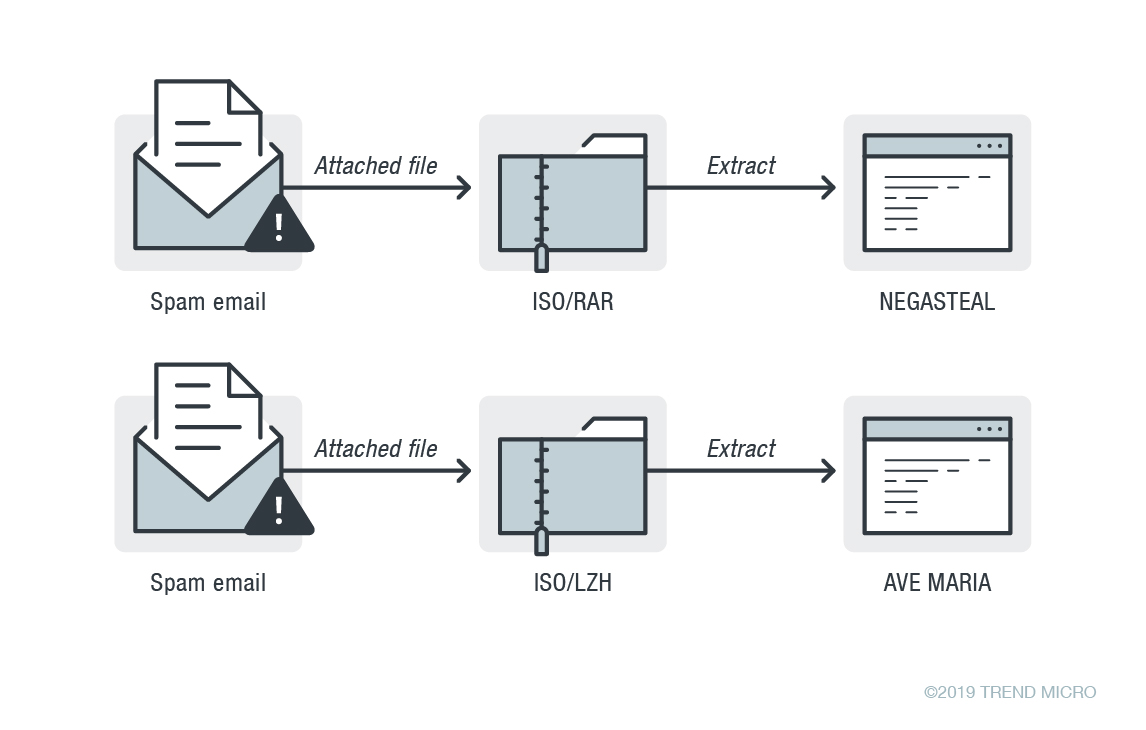 Attached file
Extract
Spam email
ISO/RAR
NEGASTEAL
Attached file
Extract
Spam email
ISO/LZH
AVE MARIA
©2019 TREND MICRO